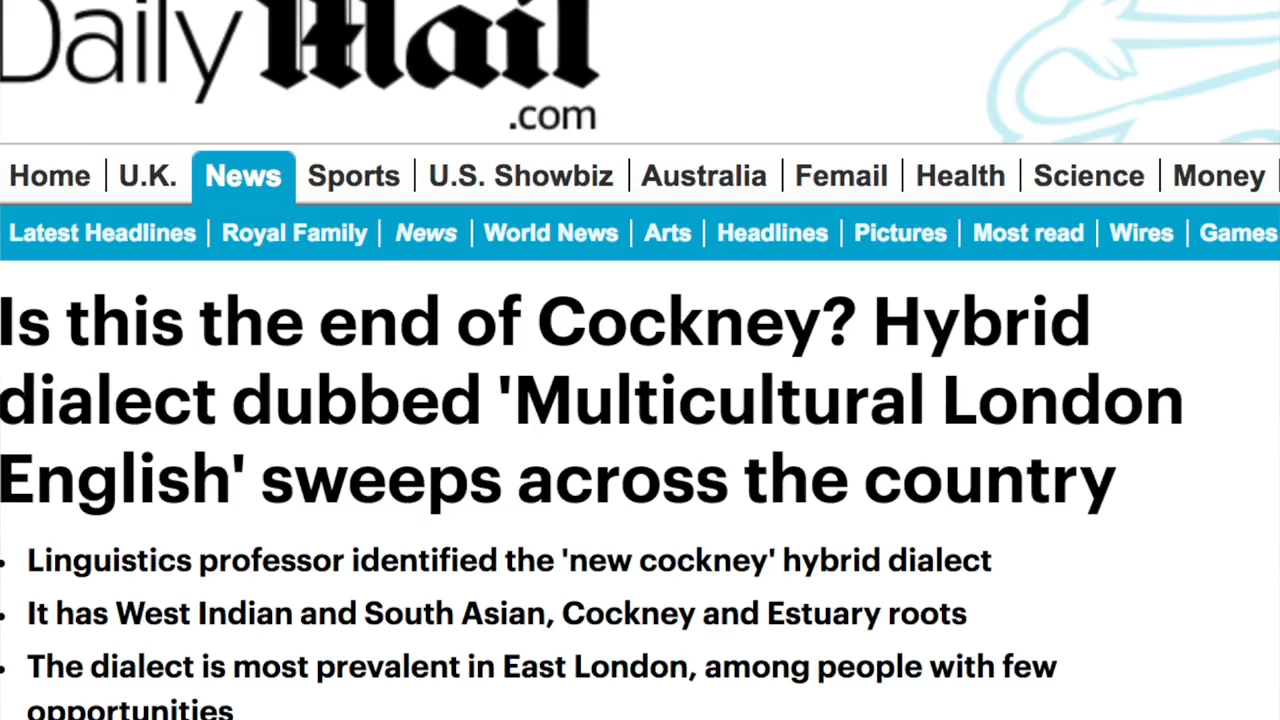 Daily Mail
.com
Home U.K. News Sports U.S. Showbiz Australia Femail Health Science Money
Latest Headlines Royal Family News World News Arts Headlines Pictures Most read Wires Games
Is this the end of Cockney? Hybrid
dialect dubbed 'Multicultural London
English' sweeps across the country
• Linguistics professor identified the 'new cockney' hybrid dialect
• It has West Indian and South Asian, Cockney and Estuary roots
• The dialect is most prevalent in East London, among people with few
opportunities